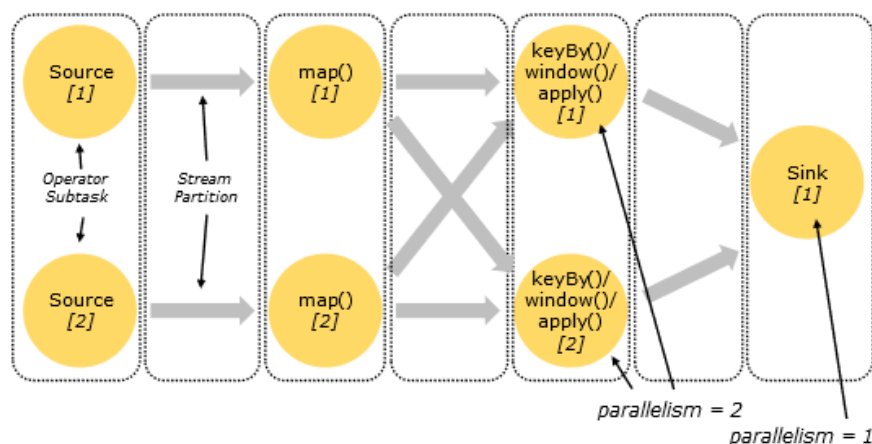 Source
[1]
map()
[1]
keyBy()/
window()/
apply()
[1]
Operator
Subtask
Stream
Partition
Sink
[1]
Source
[2]
map()
[2]
keyBy()/
window()/
apply()
[2]
parallelism = 2
parallelism = 1